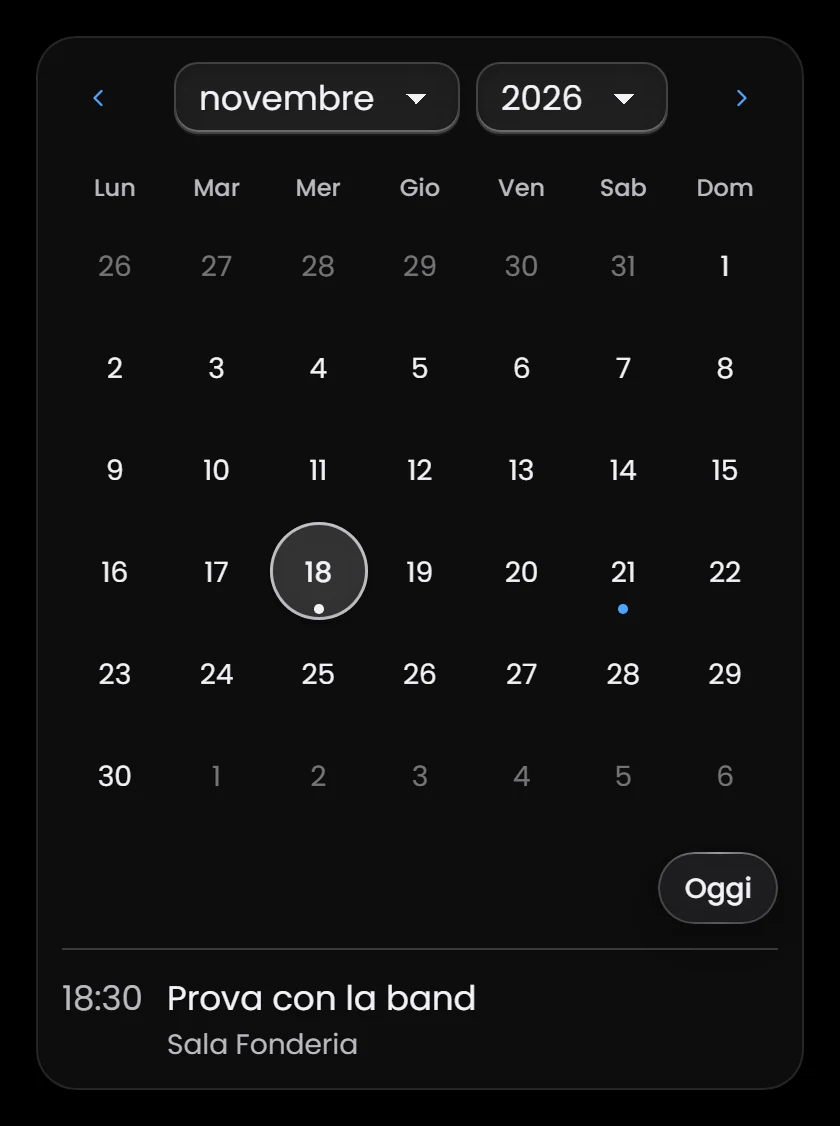 novembre 2026
Lun Mar Mer Gio Ven Sab Dom
26 27 28 29 30 31 1
2 3 4 5 6 7 8
9 10 11 12 13 14 15
16 17 18 19 20 21 22
23 24 25 26 27 28 29
30 1 2 3 4 5 6
Oggi
18:30 Prova con la band
Sala Fonderia